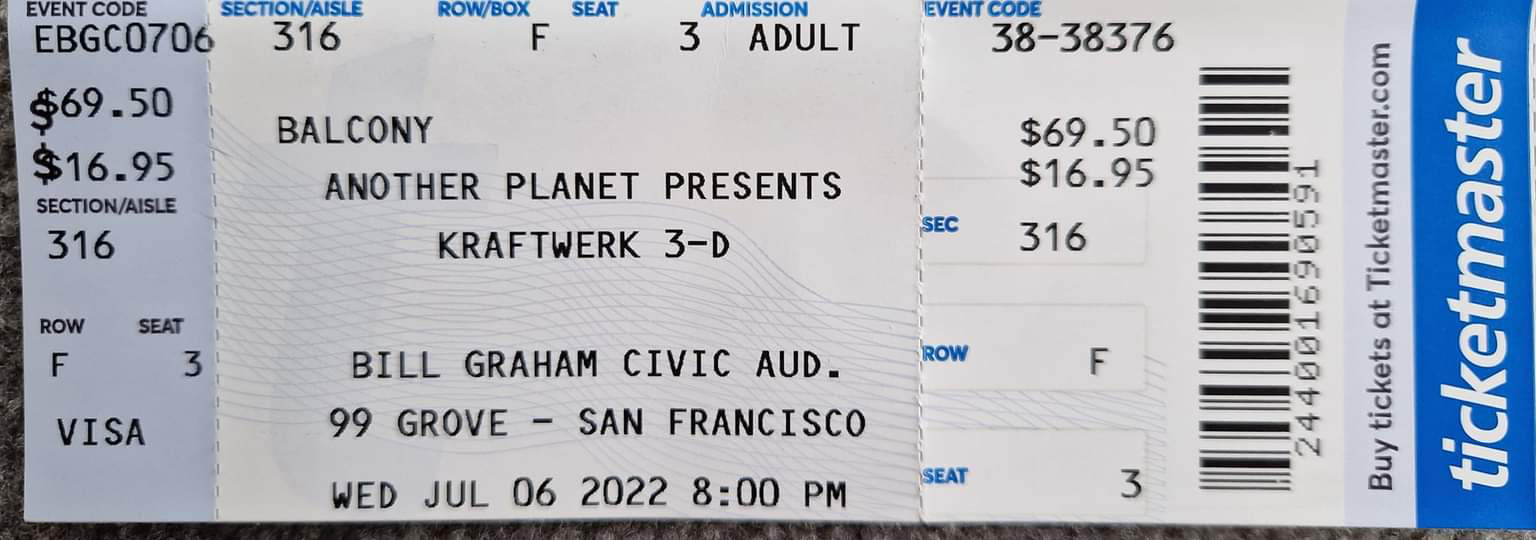 EVENT CODE
EBGC0706
$69.50
$16.95
SECTION/AISLE
316
ROW SEAT
F 3
VISA
SECTION/AISLE ROW/BOX SEAT ADMISSION
316 F 3 ADULT
BALCONY
ANOTHER PLANET PRESENTS
KRAFTWERK 3-D
BILL GRAHAM CIVIC AUD.
99 GROVE - SAN FRANCISCO
WED JUL 06 2022 8:00 PM
EVENT CODE
38-38376
$69.50
$16.95
SEC 316
ROW F
SEAT 3
244001690591
Buy tickets at Ticketmaster.com
ticketmaster